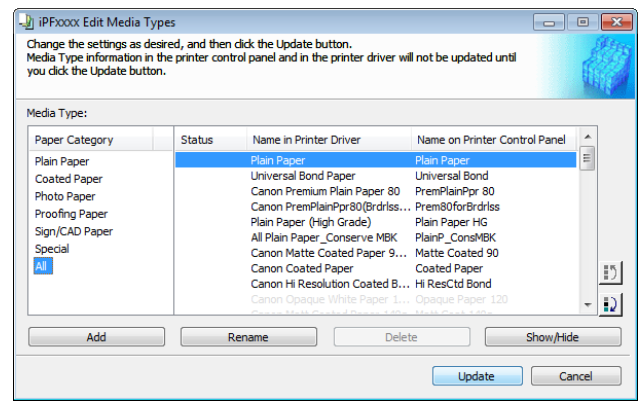 iPFxxxx Edit Media Types
Change the settings as desired, and then click the Update button.
Media Type information in the printer control panel and in the printer driver will not be updated until
you click the Update button.
Media Type:
Paper Category Status Name in Printer Driver Name on Printer Control Panel
Plain Paper
Coated Paper
Photo Paper
Proofing Paper
Sign/CAD Paper
Special
All
Plain Paper Plain Paper
Universal Bond Paper Universal Bond
Canon Premium Plain Paper 80 PremPlainPpr 80
Canon PremPlainPpr80(Brdrlss... Prem80forBrdrlss
Plain Paper (High Grade) Plain Paper HG
All Plain Paper_Conserve MBK PlainP_ConsMBK
Canon Matte Coated Paper 9... Matte Coated 90
Canon Coated Paper Coated Paper
Canon Hi Resolution Coated B... Hi ResCtd Bond
Canon Opaque White Paper 1... Opaque Paper 120
Add Rename Delete Show/Hide
Update Cancel